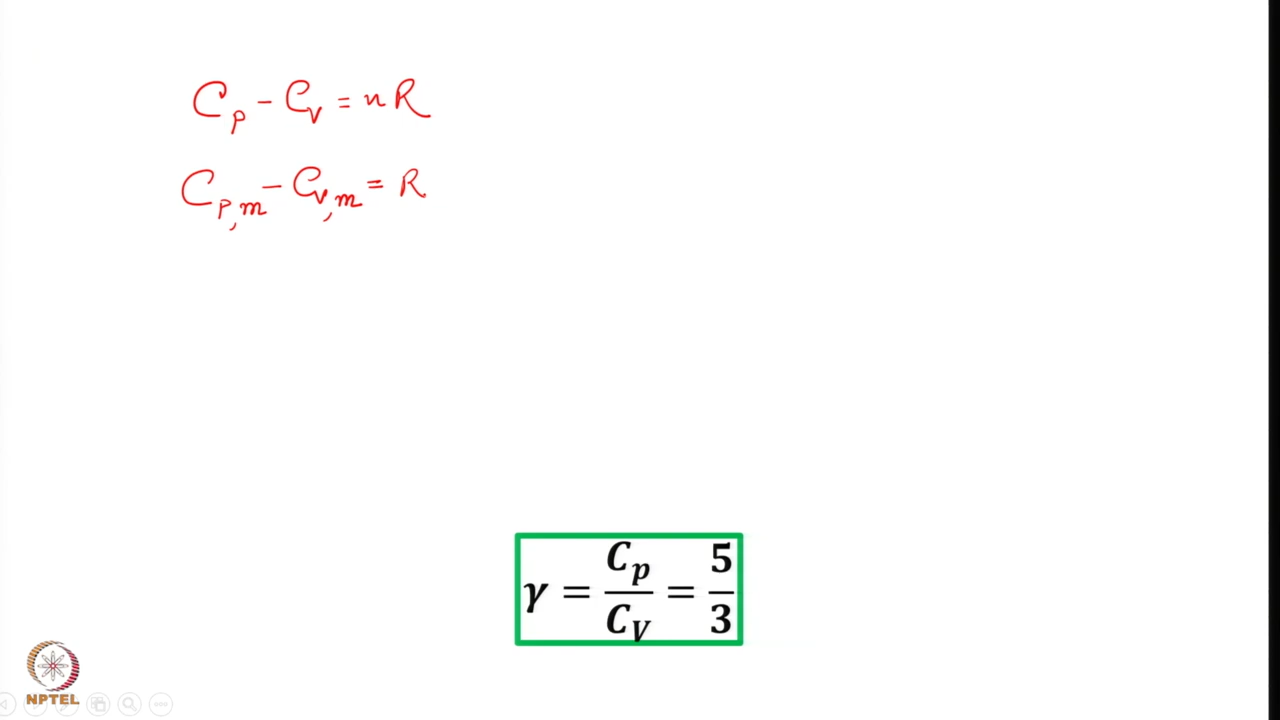 Cp - Cv = nR
Cp,m - Cv,m = R
γ = Cp/CV = 5/3
NPTEL